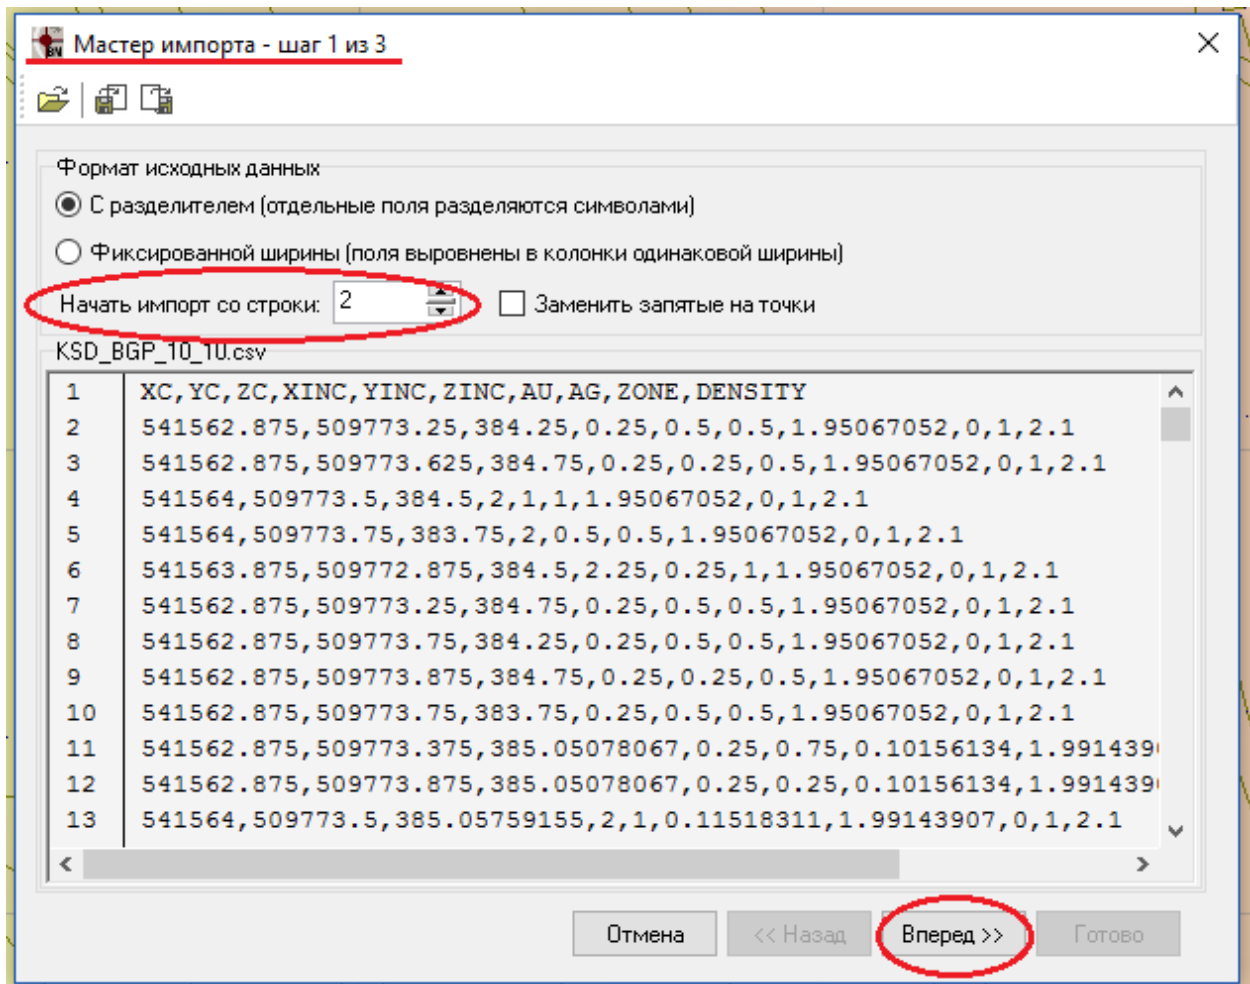 Мастер импорта - шаг 1 из 3
Формат исходных данных
С разделителем (отдельные поля разделяются символами)
Фиксированной ширины (поля выровнены в колонки одинаковой ширины)
Начать импорт со строки: 2 Заменить запятые на точки
KSD_BGP_10_10.csv
1 XC,YC,ZC,XINC,YINC,ZINC,AU,AG,ZONE,DENSITY
2 541562.875,509773.25,384.25,0.25,0.5,0.5,1.95067052,0,1,2.1
3 541562.875,509773.625,384.75,0.25,0.25,0.5,1.95067052,0,1,2.1
4 541564,509773.5,384.5,2,1,1,1.95067052,0,1,2.1
5 541564,509773.75,383.75,2,0.5,0.5,1.95067052,0,1,2.1
6 541563.875,509772.875,384.5,2.25,0.25,1,1.95067052,0,1,2.1
7 541562.875,509773.25,384.75,0.25,0.5,0.5,1.95067052,0,1,2.1
8 541562.875,509773.75,384.25,0.25,0.5,0.5,1.95067052,0,1,2.1
9 541562.875,509773.875,384.75,0.25,0.25,0.5,1.95067052,0,1,2.1
10 541562.875,509773.75,383.75,0.25,0.5,0.5,1.95067052,0,1,2.1
11 541562.875,509773.375,385.05078067,0.25,0.75,0.10156134,1.991439
12 541562.875,509773.875,385.05078067,0.25,0.25,0.10156134,1.991439
13 541564,509773.5,385.05759155,2,1,0.11518311,1.99143907,0,1,2.1
Отмена << Назад Вперед >> Готово